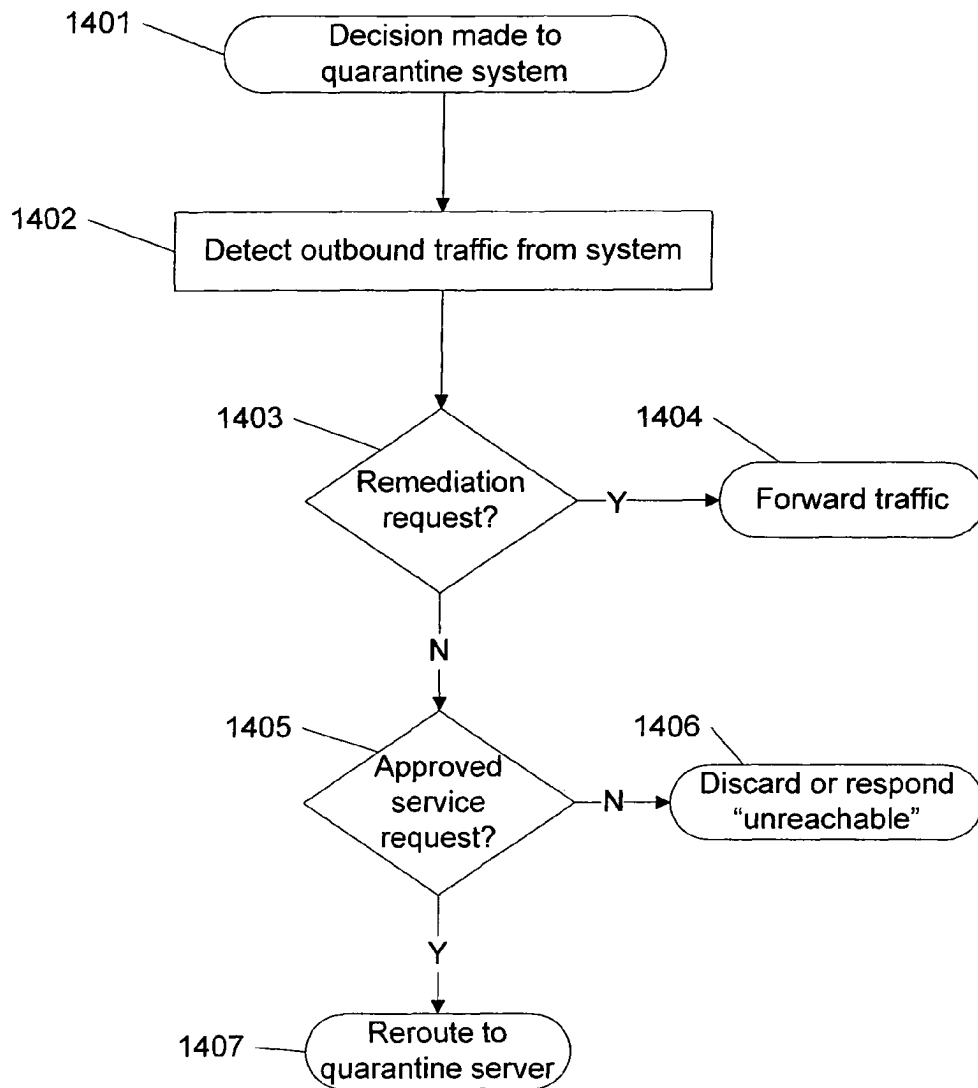 1401
Decision made to
quarantine system
1402
Detect outbound traffic from system
1403
Remediation
request?
Y
1404
Forward traffic
N
1405
Approved
service
request?
N
1406
Discard or respond
“unreachable”
Y
1407
Reroute to
quarantine server